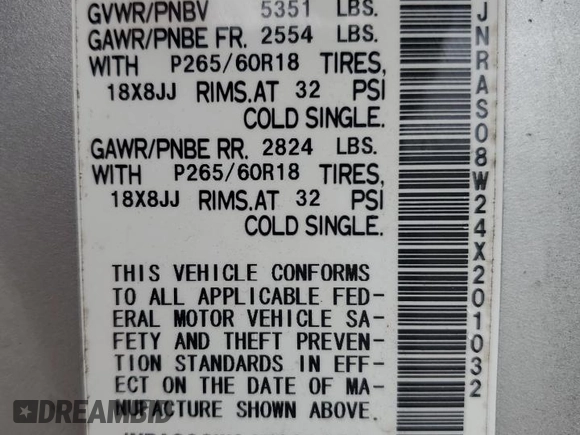 GVWR/PNBV 5351 LBS.
GAWR/PNBE FR. 2554 LBS.
WITH P265/60R18 TIRES,
18X8JJ RIMS.AT 32 PSI
COLD SINGLE.
GAWR/PNBE RR. 2824 LBS.
WITH P265/60R18 TIRES,
18X8JJ RIMS.AT 32 PSI
COLD SINGLE.
THIS VEHICLE CONFORMS
TO ALL APPLICABLE FED-
ERAL MOTOR VEHICLE SA-
FETY AND THEFT PREVEN-
TION STANDARDS IN EFF-
ECT ON THE DATE OF MA-
NUFACTURE SHOWN ABOVE.
JNRAS08W24X201032
DREAMBID